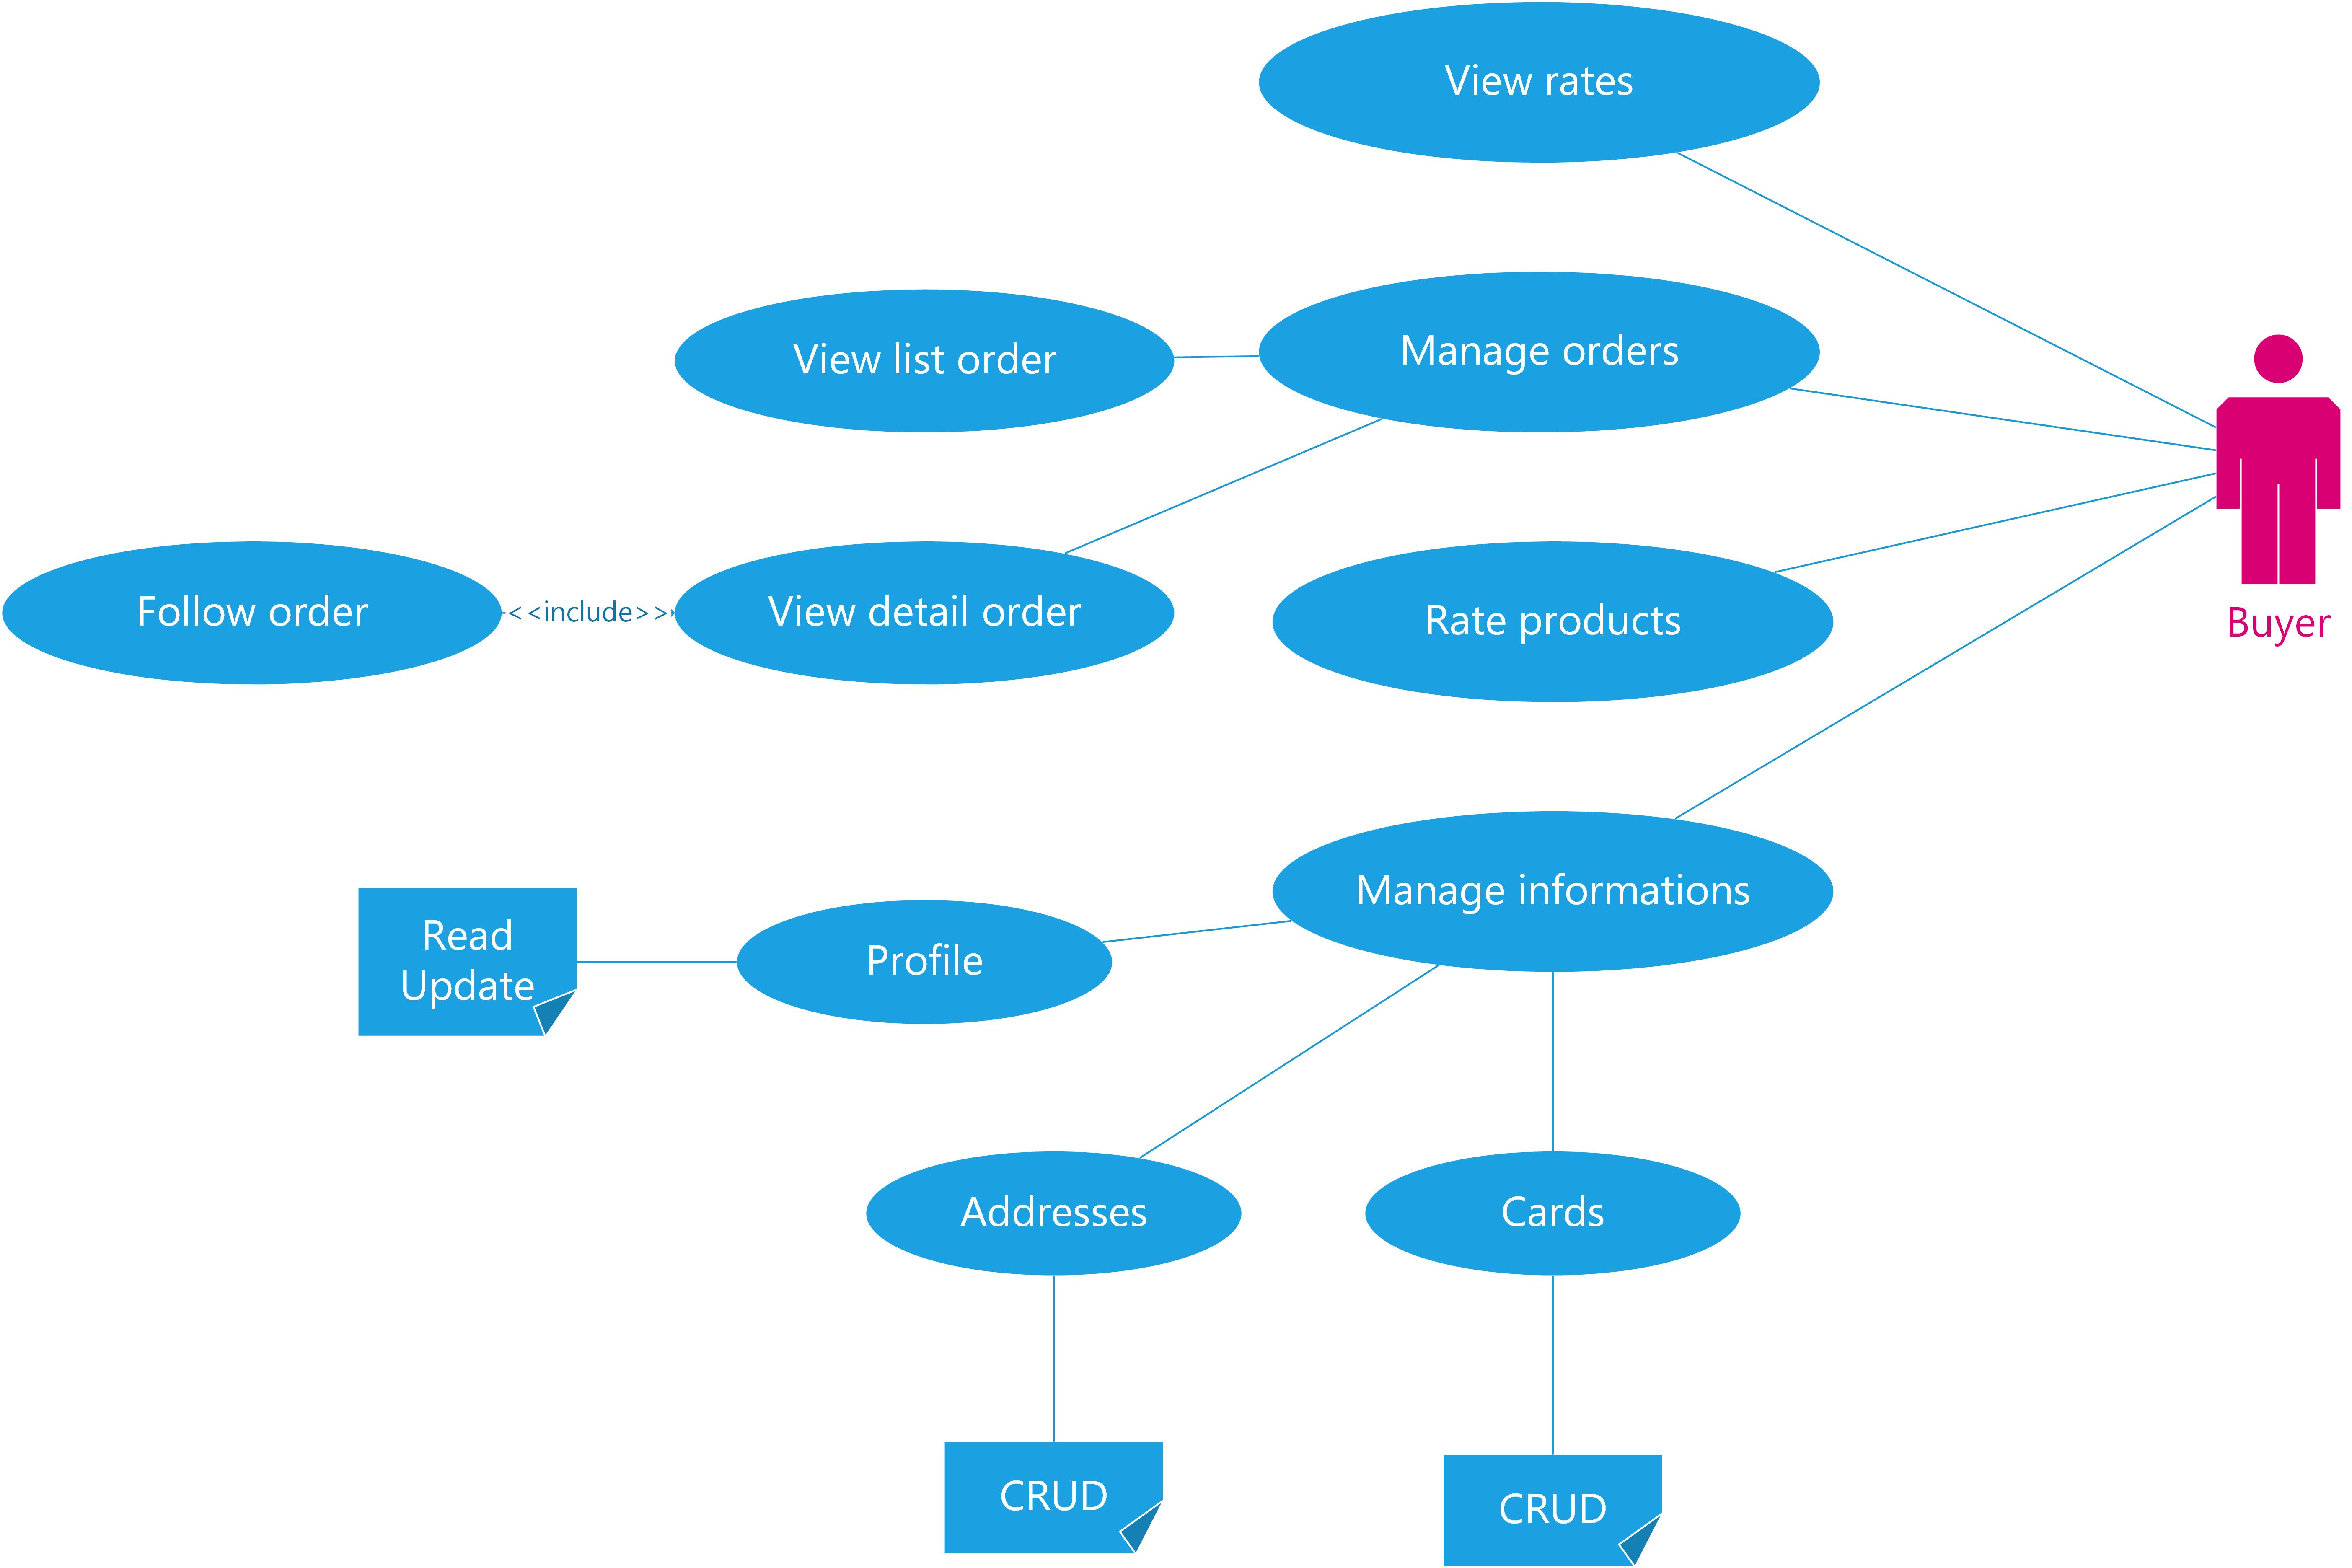 View rates
View list order
Manage orders
Follow order
<<include>>
View detail order
Rate products
Buyer
Manage informations
Read
Update
Profile
Addresses
Cards
CRUD
CRUD